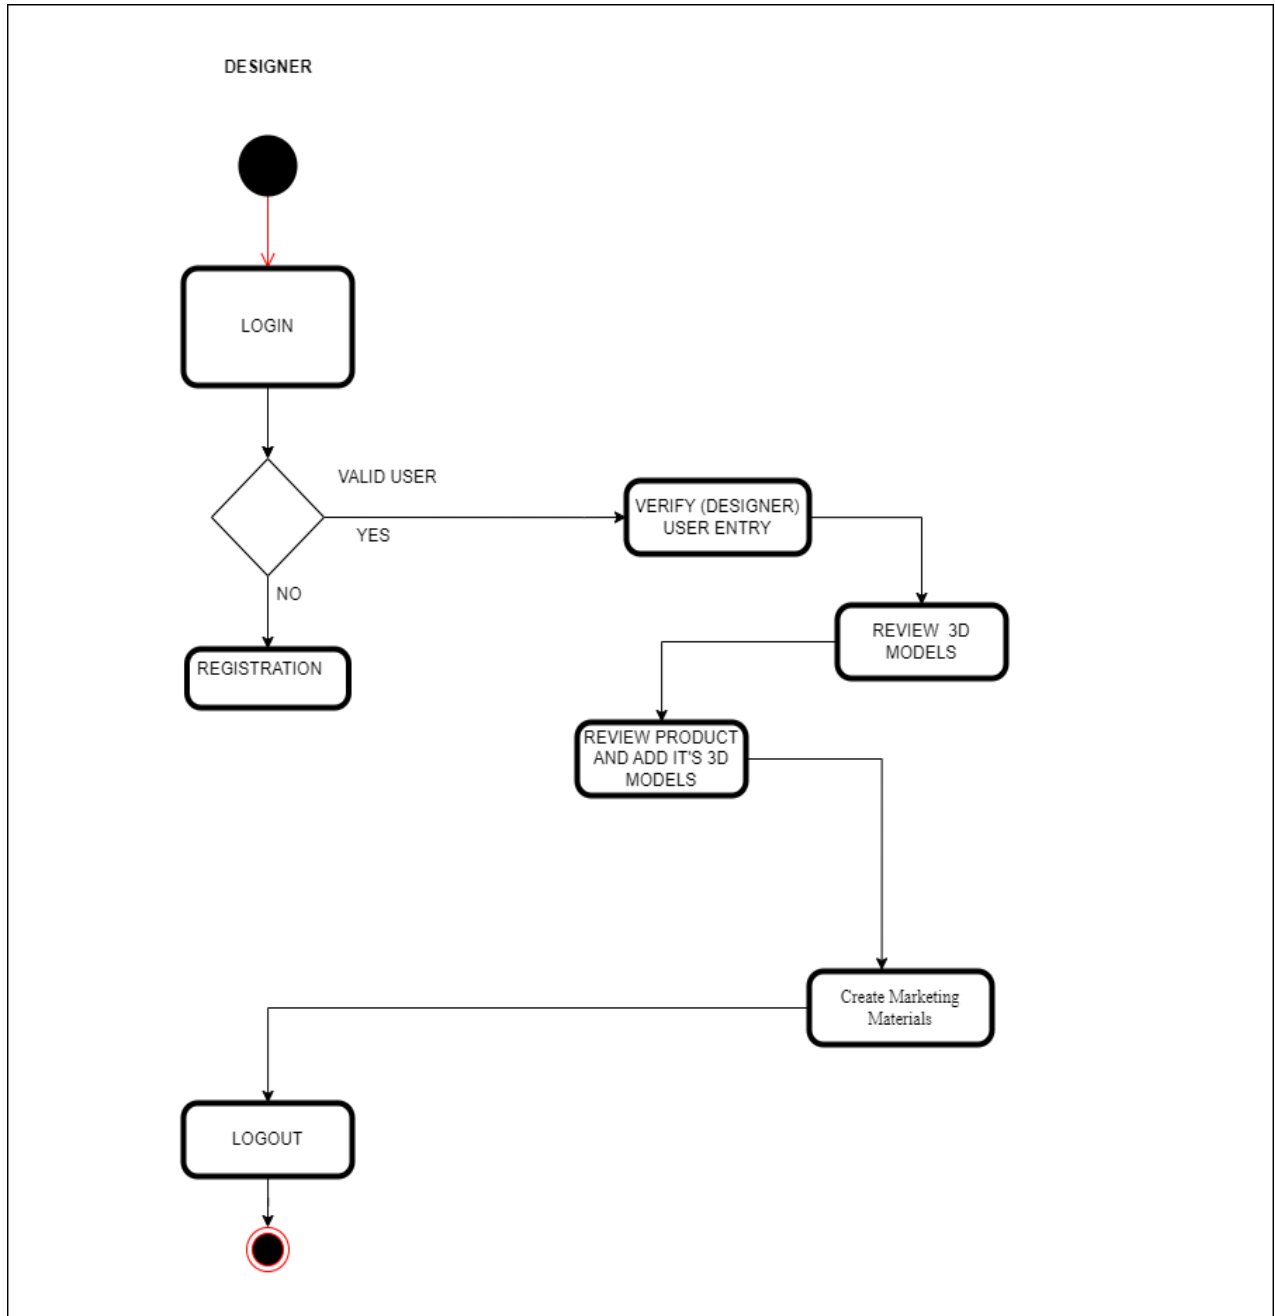 DESIGNER
LOGIN
VALID USER
YES
NO
VERIFY (DESIGNER)
USER ENTRY
REVIEW  3D
MODELS
REGISTRATION
REVIEW PRODUCT
AND ADD IT'S 3D
MODELS
Create Marketing
Materials
LOGOUT